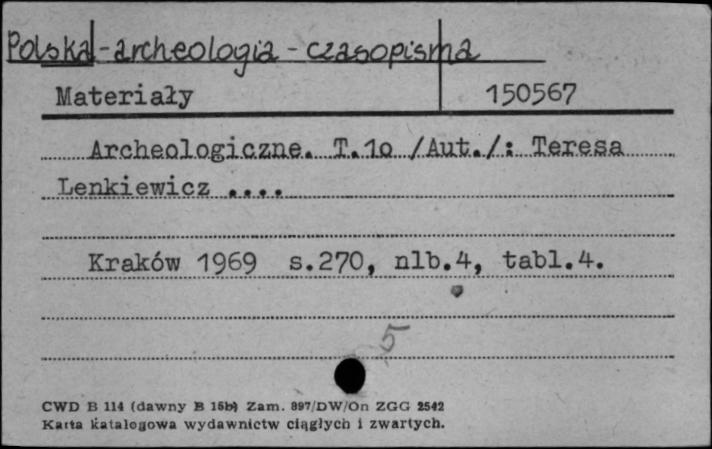 Polska - archeologia - czasopisma
Materiały 150567
Archeologiczne. T.10 /Aut./: Teresa
Lenkiewicz ....
Kraków 1969 s.270, nlb.4, tabl.4.
5
CWD B 114 (dawny B 15b) Zam. 897/DW/On ZGG 2542
Karta katalogowa wydawnictw ciągłych i zwartych.